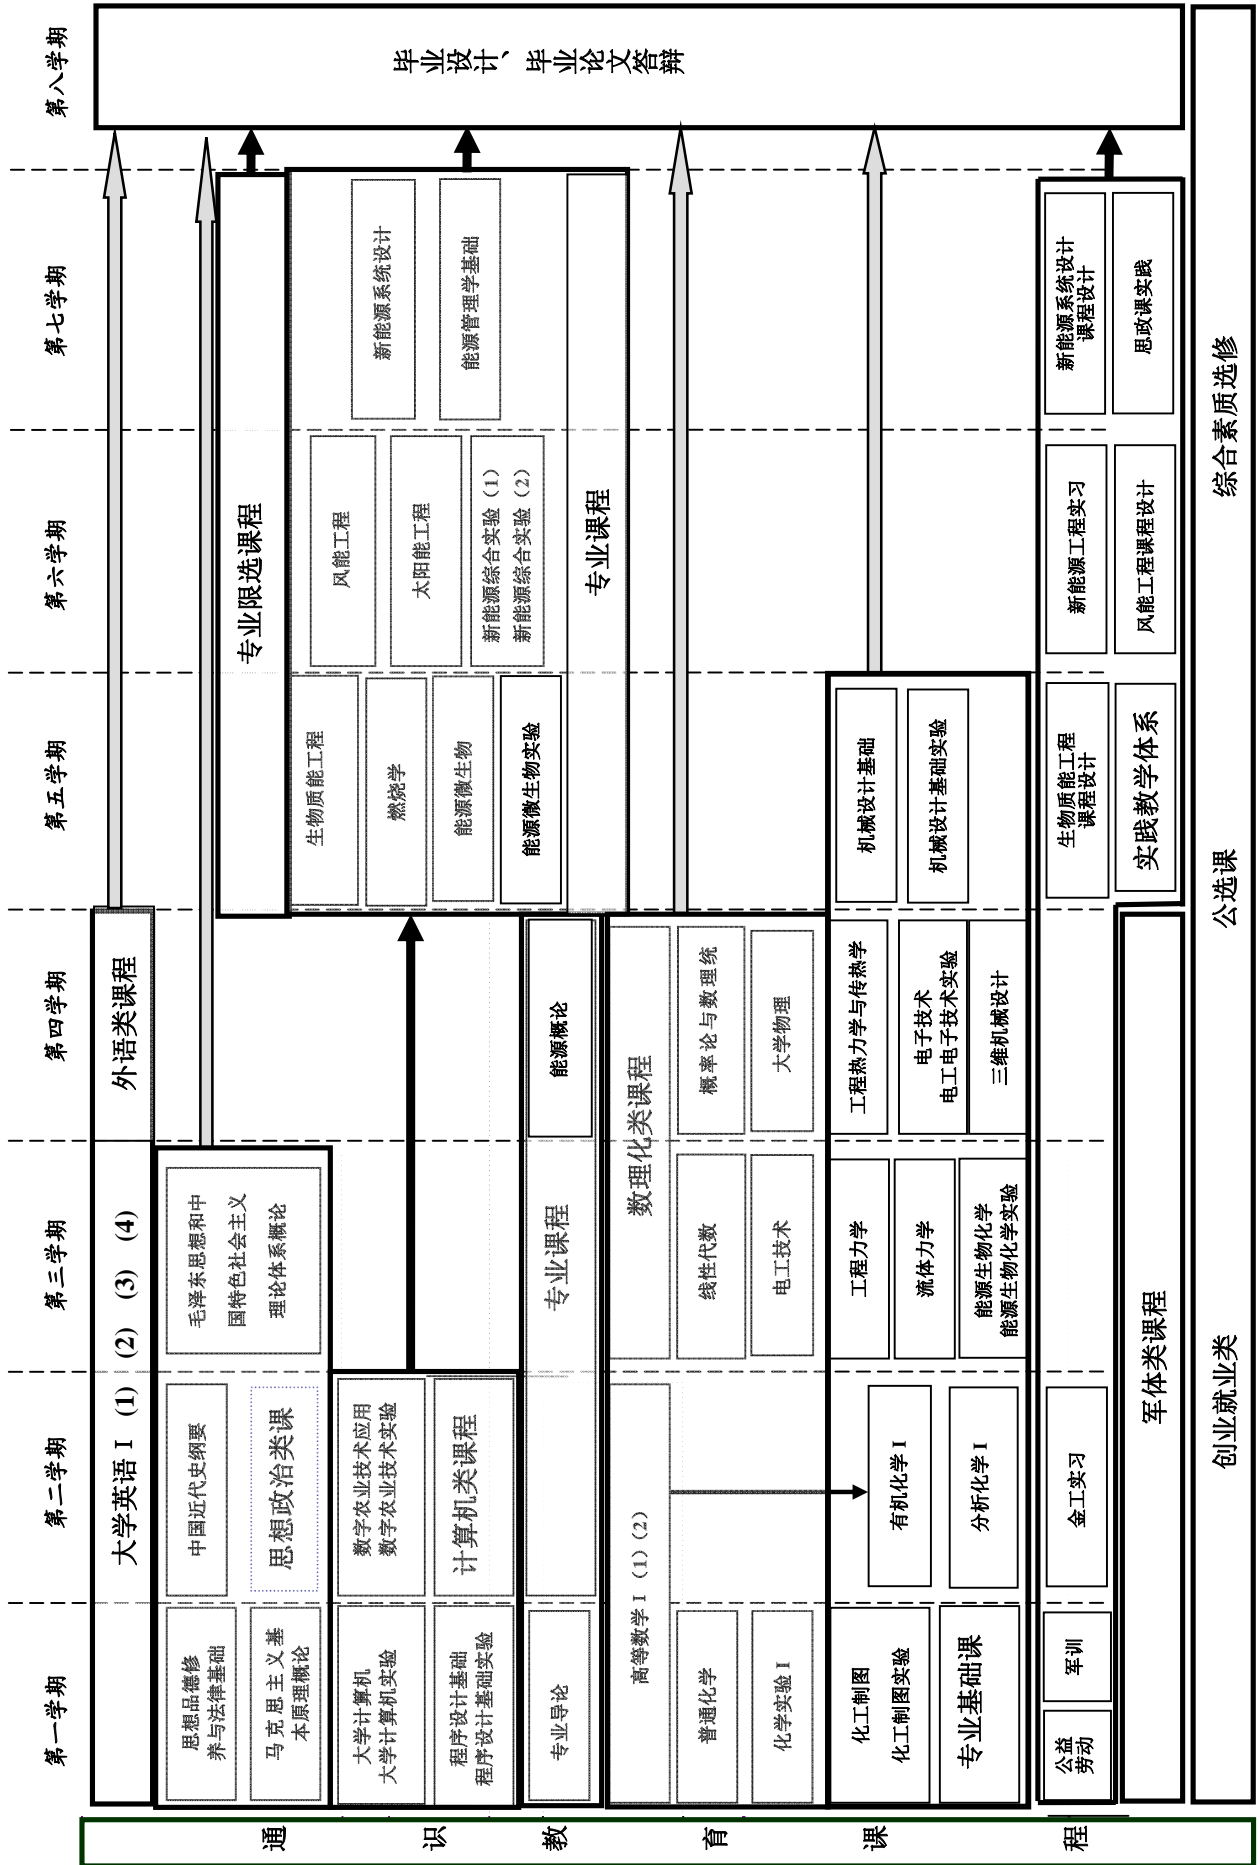 第一学期
第二学期
第三学期
第四学期
第五学期
第六学期
第七学期
第八学期
大学英语 I (1) (2) (3) (4)
外语类课程
思想品德修
养与法律基础
马克思主义基
本原理概论
中国近代史纲要
思想政治类课
毛泽东思想和中
国特色社会主义
理论体系概论
大学计算机
大学计算机实验
程序设计基础
程序设计基础实验
数字农业技术应用
数字农业技术实验
计算机类课程
专业导论
专业课程
能源概论
专业限选课程
生物质能工程
燃烧学
能源微生物
能源微生物实验
风能工程
太阳能工程
新能源综合实验（1）
新能源综合实验（2）
新能源系统设计
能源管理学基础
专业课程
高等数学 I （1）（2）
数理化类课程
普通化学
化学实验 I
线性代数
电工技术
概率论与数理统
大学物理
化工制图
化工制图实验
专业基础课
有机化学 I
分析化学 I
工程力学
流体力学
能源生物化学
能源生物化学实验
工程热力学与传热学
电子技术
电工电子技术实验
三维机械设计
机械设计基础
机械设计基础实验
公益
劳动
军训
金工实习
生物质能工程
课程设计
实践教学体系
新能源工程实习
风能工程课程设计
新能源系统设计
课程设计
思政课实践
军体类课程
创业就业类
公选课
综合素质选修
毕业设计、毕业论文答辩
通识教育课程